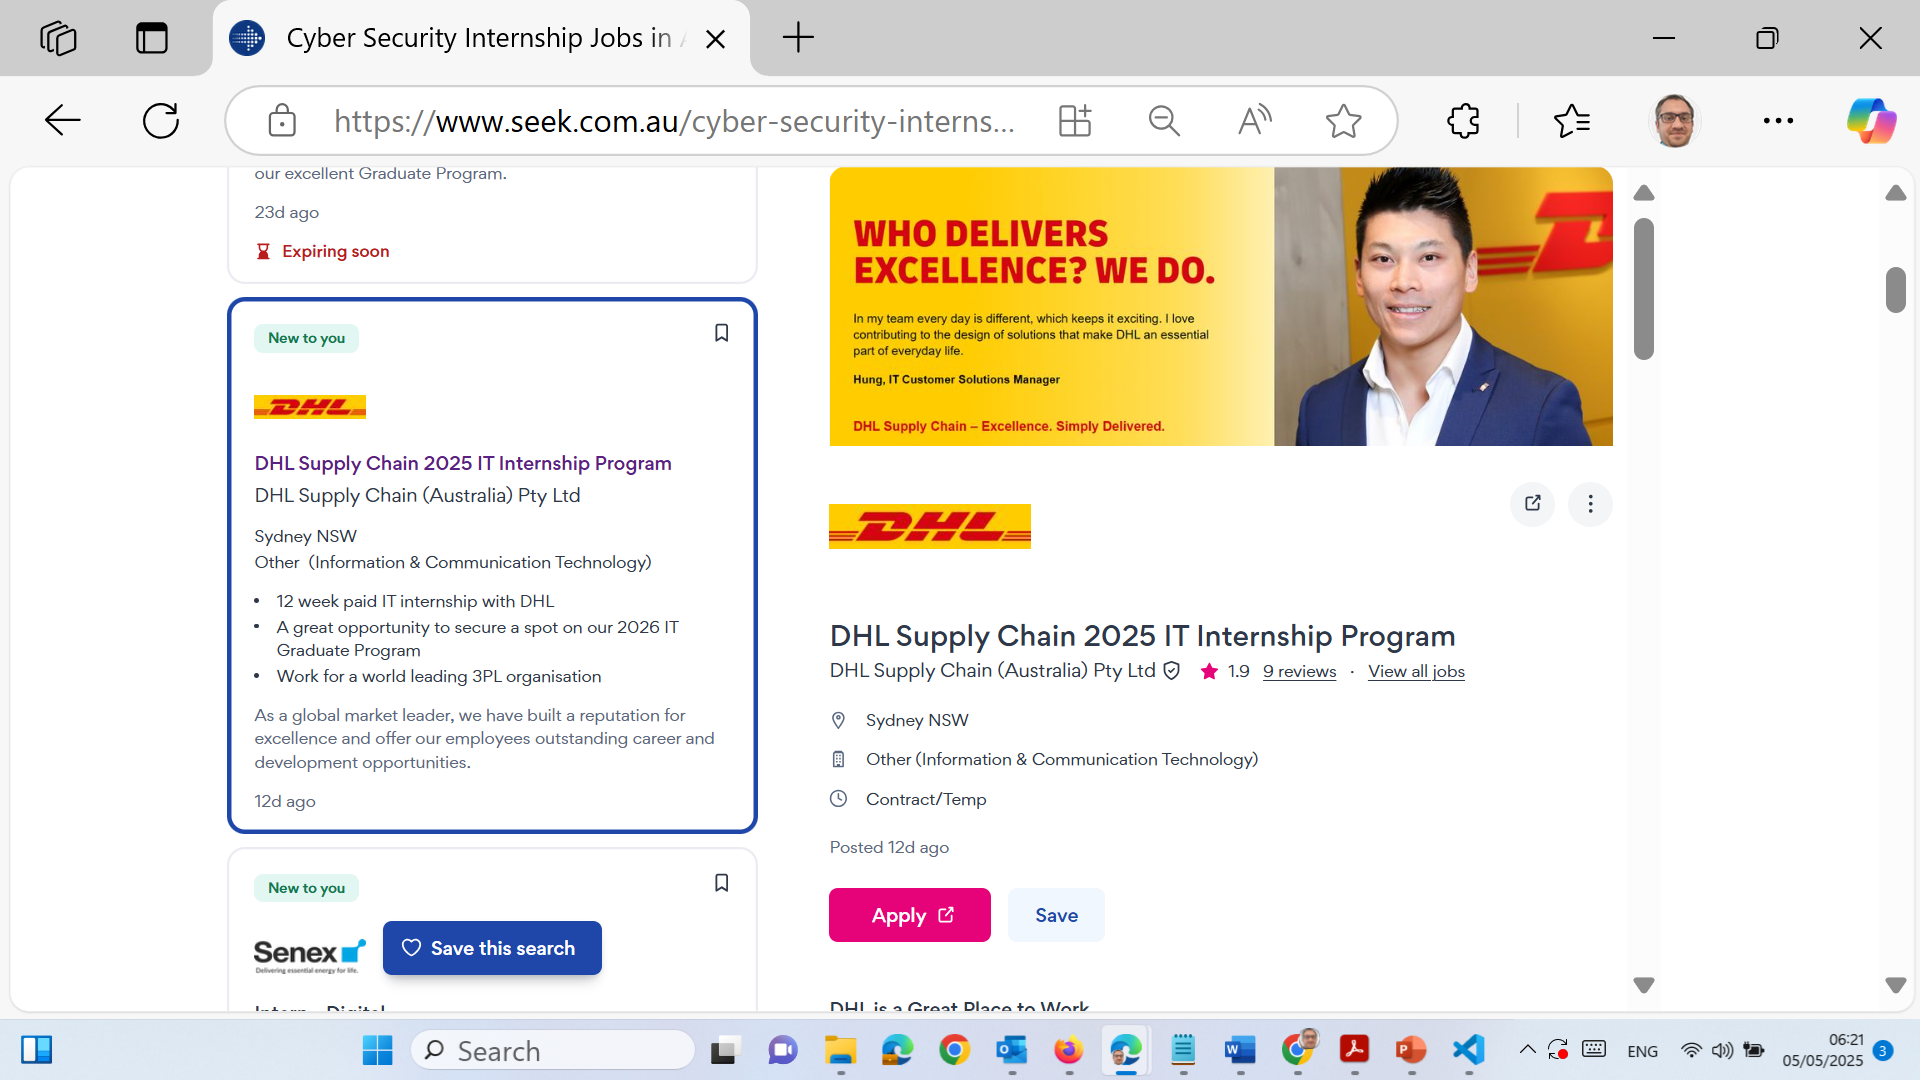 Cyber Security Internship Jobs in A
https://www.seek.com.au/cyber-security-interns...
our excellent Graduate Program.
23d ago
Expiring soon
New to you
DHL
DHL Supply Chain 2025 IT Internship Program
DHL Supply Chain (Australia) Pty Ltd
Sydney NSW
Other (Information & Communication Technology)
• 12 week paid IT internship with DHL
• A great opportunity to secure a spot on our 2026 IT
Graduate Program
• Work for a world leading 3PL organisation
As a global market leader, we have built a reputation for
excellence and offer our employees outstanding career and
development opportunities.
12d ago
New to you
Senex
Delivering essential energy for life.
Save this search
Intern - Digital
WHO DELIVERS
EXCELLENCE? WE DO.
In my team every day is different, which keeps it exciting. I love
contributing to the design of solutions that make DHL an essential
part of everyday life.
Hung, IT Customer Solutions Manager
DHL Supply Chain – Excellence. Simply Delivered.
DHL
DHL Supply Chain 2025 IT Internship Program
DHL Supply Chain (Australia) Pty Ltd 1.9 9 reviews · View all jobs
Sydney NSW
Other (Information & Communication Technology)
Contract/Temp
Posted 12d ago
Apply
Save
DHL is a Great Place to Work
Search
ENG
06:21
05/05/2025
3